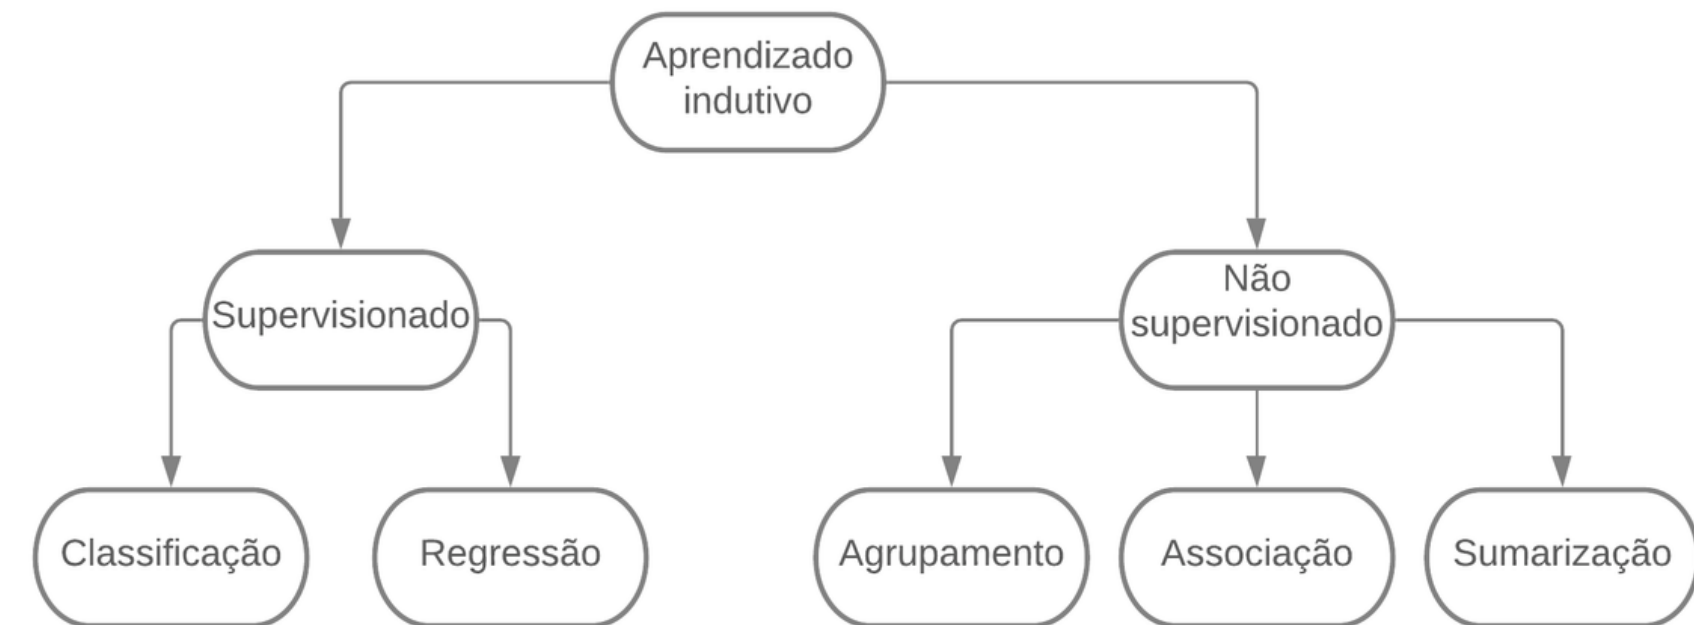 Aprendizado
indutivo
Supervisionado
Não
supervisionado
Classificação
Regressão
Agrupamento
Associação
Sumarização